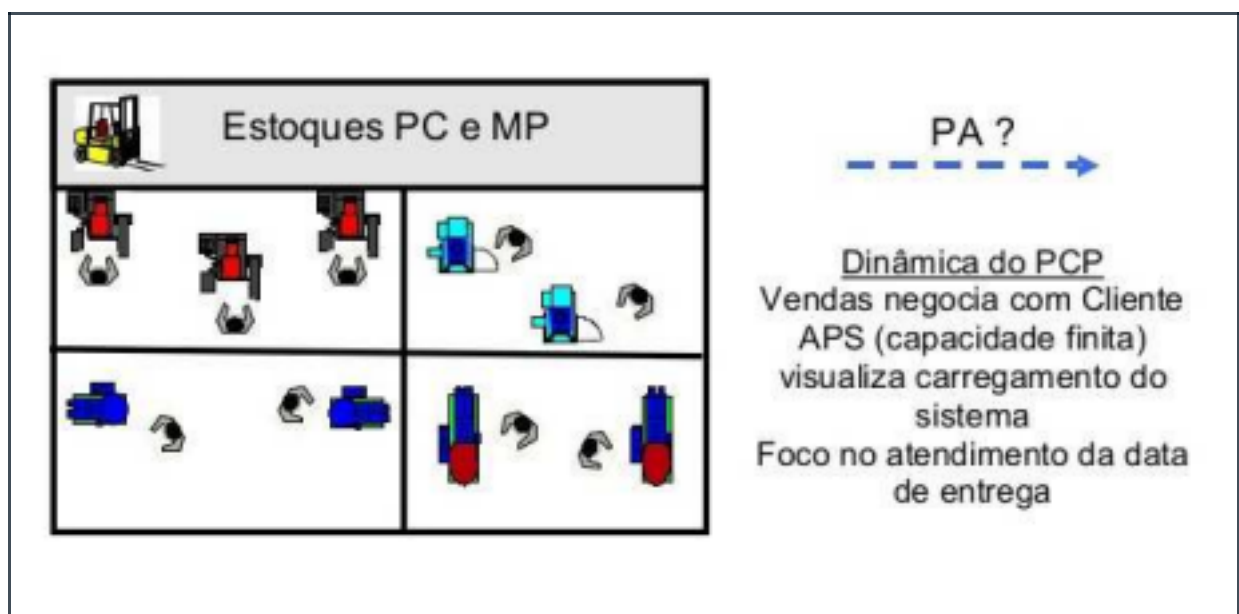 Estoques PC e MP
PA ?
Dinâmica do PCP
Vendas negocia com Cliente
APS (capacidade finita)
visualiza carregamento do
sistema
Foco no atendimento da data
de entrega